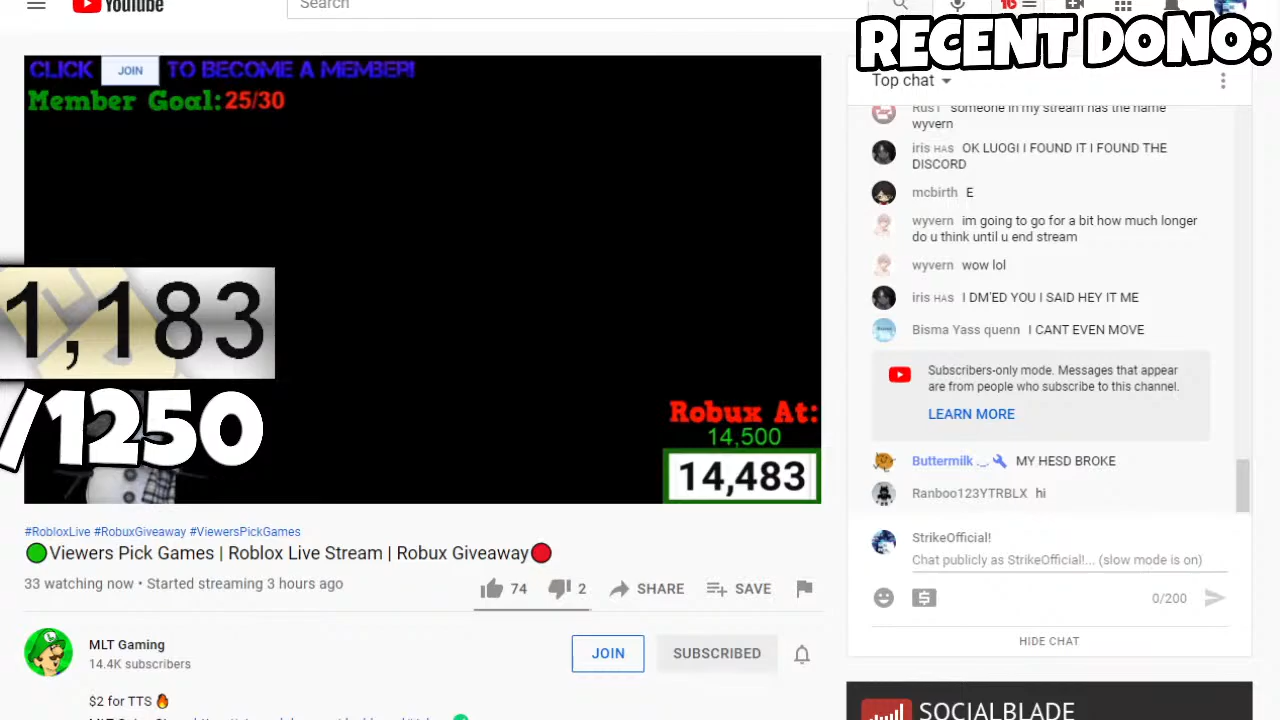 YouTube
Search
RECENT DONO:
CLICK JOIN TO BECOME A MEMBER!
Member Goal: 25/30
1,183
/1250
Robux At:
14,500
14,483
#RobloxLive #RobuxGiveaway #ViewersPickGames
🟢Viewers Pick Games | Roblox Live Stream | Robux Giveaway🔴
33 watching now • Started streaming 3 hours ago
74
2
SHARE
SAVE
MLT Gaming
14.4K subscribers
JOIN
SUBSCRIBED
$2 for TTS 🔥
Top chat
RusT someone in my stream has the name
wyvern
iris HAS OK LUOGI I FOUND IT I FOUND THE
DISCORD
mcbirth E
wyvern im going to go for a bit how much longer
do u think until u end stream
wyvern wow lol
iris HAS I DM'ED YOU I SAID HEY IT ME
Bisma Yass quenn I CANT EVEN MOVE
Subscribers-only mode. Messages that appear
are from people who subscribe to this channel.
LEARN MORE
Buttermilk ._. MY HESD BROKE
Ranboo123YTRBLX hi
StrikeOfficial!
Chat publicly as StrikeOfficial!... (slow mode is on)
0/200
HIDE CHAT
SOCIALBLADE